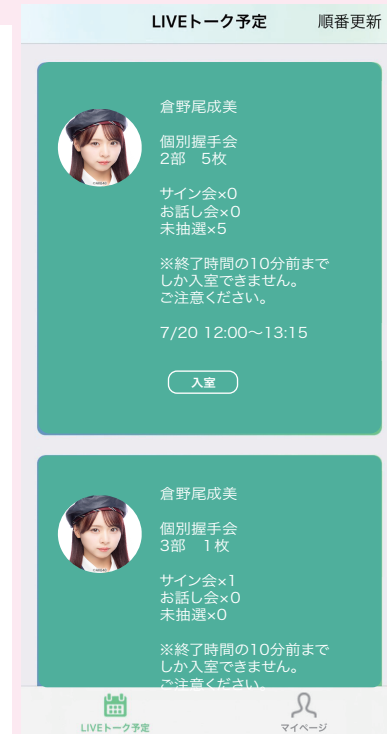 LIVEトーク予定 順番更新
倉野尾成美
個別握手会
2部 5枚
サイン会×0
お話し会×0
未抽選×5
※終了時間の10分前まで
しか入室できません。
ご注意ください。
7/20 12:00～13:15
入室
倉野尾成美
個別握手会
3部 1枚
サイン会×1
お話し会×0
未抽選×0
※終了時間の10分前まで
しか入室できません。
ご注意ください。
LIVEトーク予定 マイページ